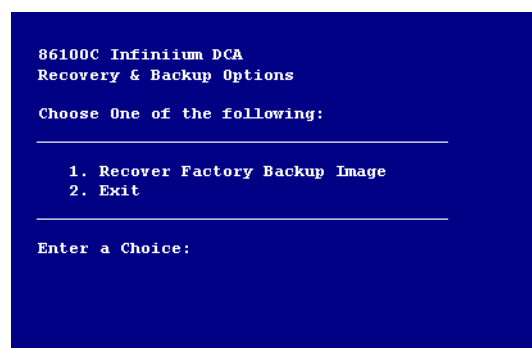 86100C Infiniium DCA
Recovery & Backup Options
Choose One of the following:
1. Recover Factory Backup Image
2. Exit
Enter a Choice: